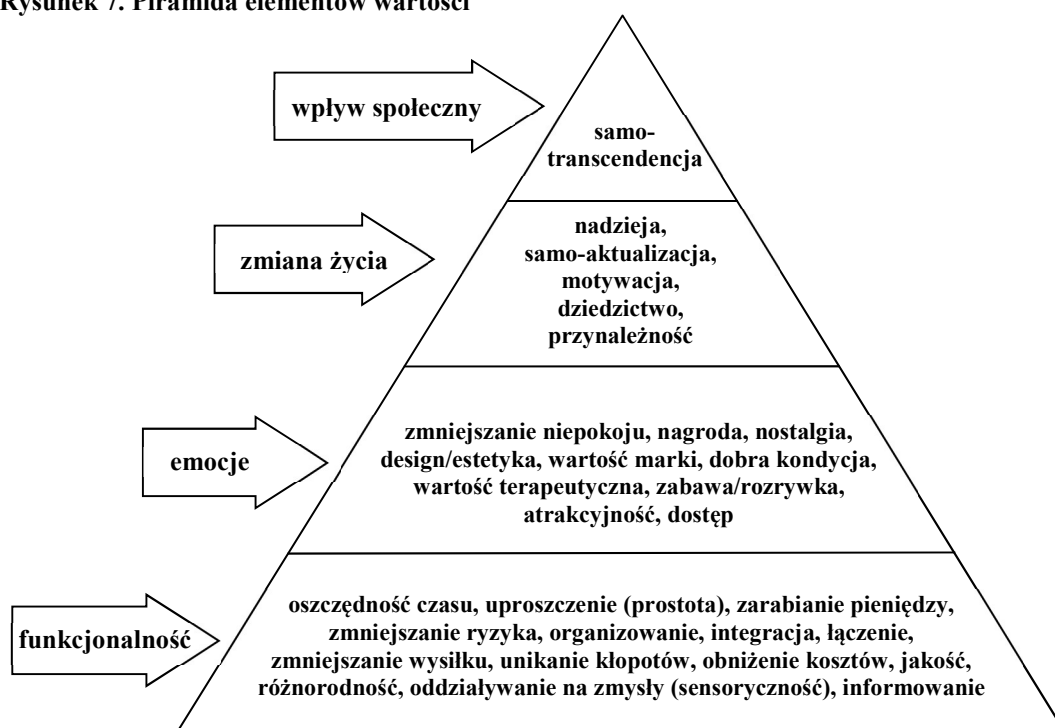 Rysunek 7. Piramida elementów wartości
wpływ społeczny
samo-
transcendencja
zmiana życia
nadzieja,
samo-aktualizacja,
motywacja,
dziedzictwo,
przynależność
emocje
zmniejszanie niepokoju, nagroda, nostalgia,
design/estetyka, wartość marki, dobra kondycja,
wartość terapeutyczna, zabawa/rozrywka,
atrakcyjność, dostęp
funkcjonalność
oszczędność czasu, uproszczenie (prostota), zarabianie pieniędzy,
zmniejszanie ryzyka, organizowanie, integracja, łączenie,
zmniejszanie wysiłku, unikanie kłopotów, obniżenie kosztów, jakość,
różnorodność, oddziaływanie na zmysły (sensoryczność), informowanie